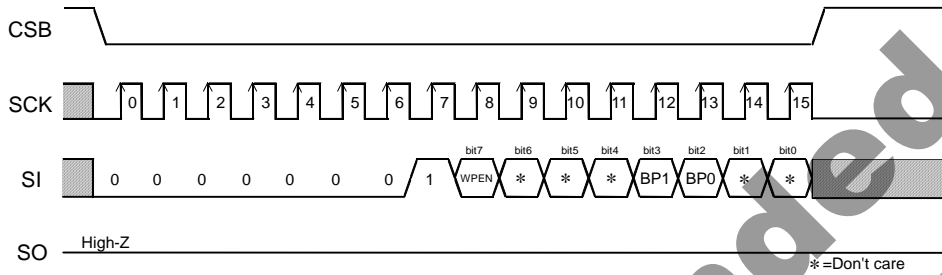 CSB
SCK 0 1 2 3 4 5 6 7 8 9 10 11 12 13 14 15
bit7 bit6 bit5 bit4 bit3 bit2 bit1 bit0
SI 0 0 0 0 0 0 0 1 WPEN * * * BP1 BP0 * *
SO High-Z
*=Don't care